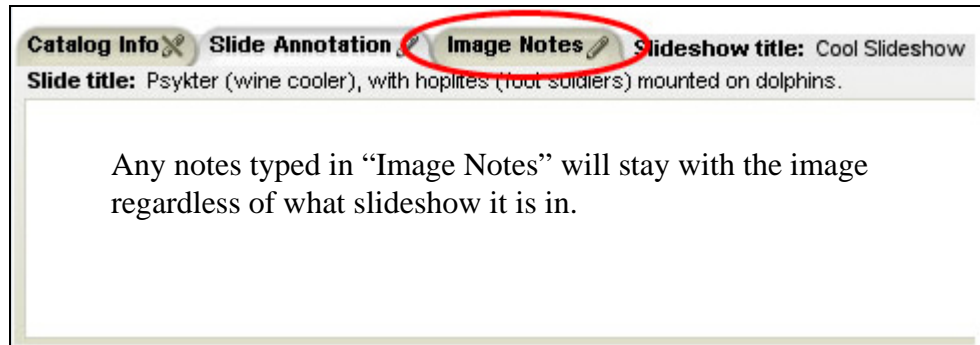 Catalog Info Slide Annotation Image Notes Slideshow title: Cool Slideshow
Slide title: Psykter (wine cooler), with hoplites (foot soldiers) mounted on dolphins.
Any notes typed in “Image Notes” will stay with the image
regardless of what slideshow it is in.